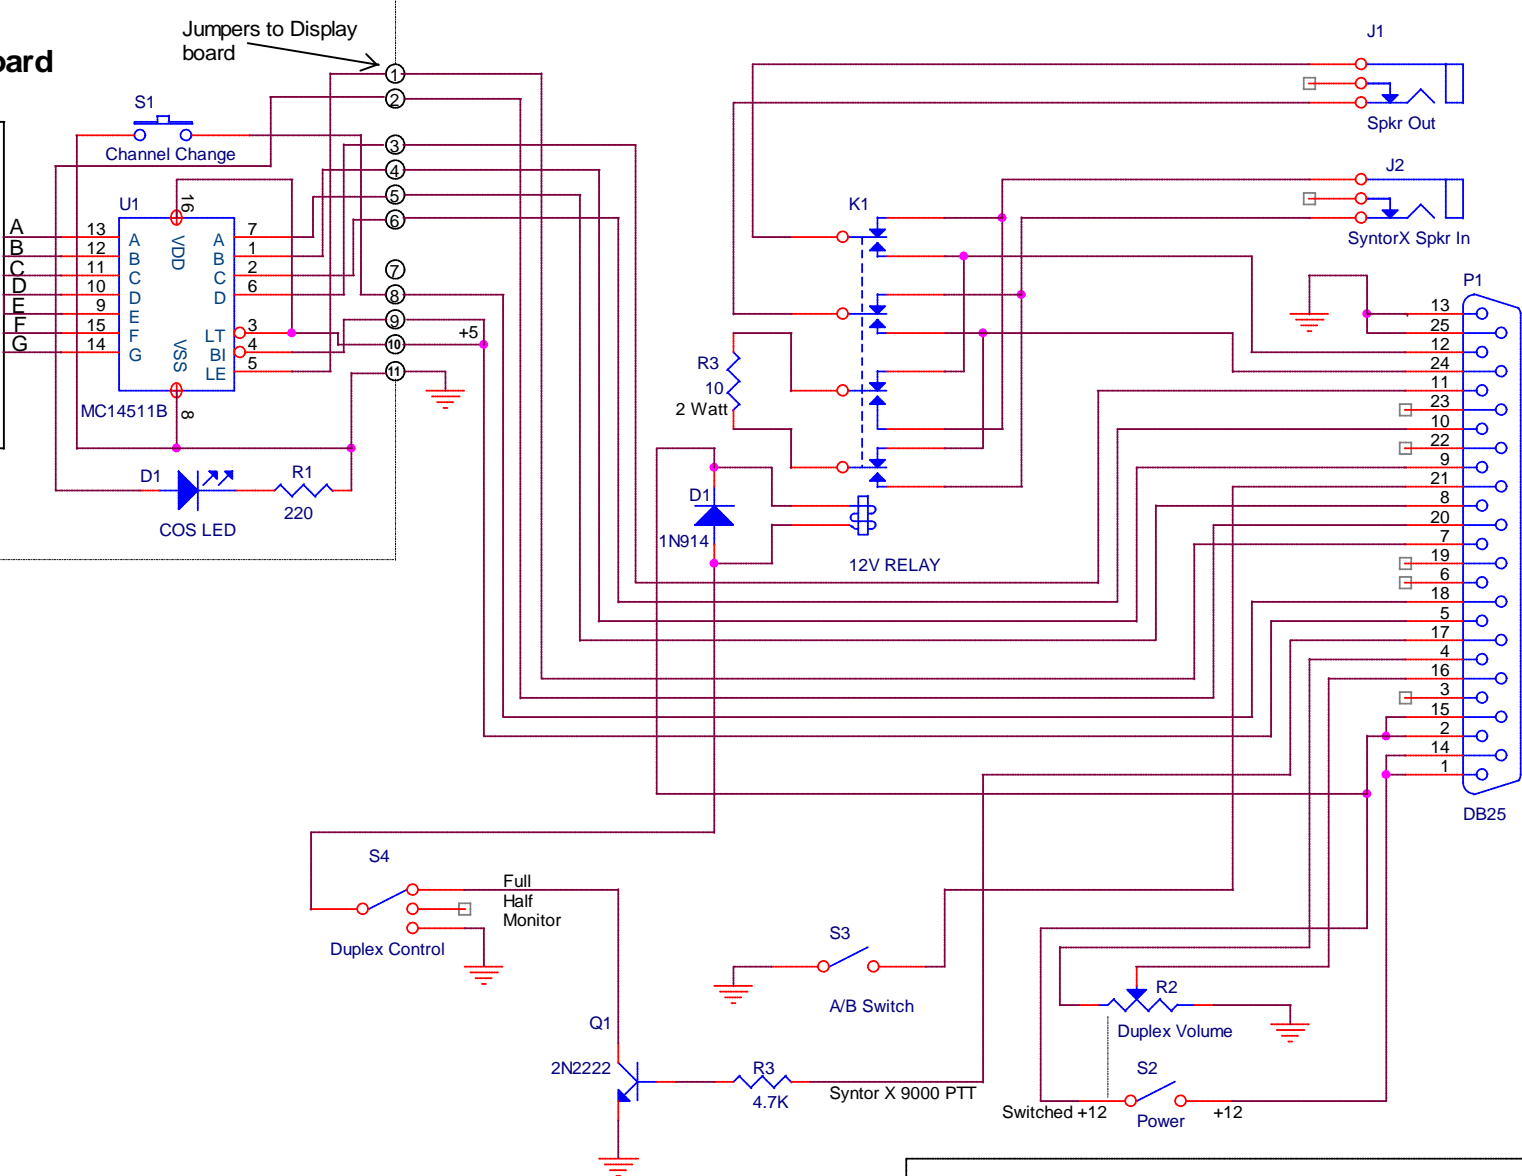 Jumpers to Display
board
oard
J1
Spkr Out
J2
SyntorX Spkr In
S1
Channel Change
1
2
3
4
5
6
7
8
9
10
11
+5
U1
16
VDD
VSS
8
MC14511B
A 13 A
B 12 B
C 11 C
D 10 D
E 9 E
F 15 F
G 14 G
A 7
B 1
C 2
D 6
LT 3
BI 4
LE 5
D1
COS LED
R1
220
K1
R3
10
2 Watt
D1
1N914
12V RELAY
P1
13
25
12
24
11
23
10
22
9
21
8
20
7
19
6
18
5
17
4
16
3
15
2
14
1
DB25
S4
Full
Half
Monitor
Duplex Control
S3
A/B Switch
R2
Duplex Volume
Q1
2N2222
R3
4.7K
Syntor X 9000 PTT
S2
Switched +12
Power
+12